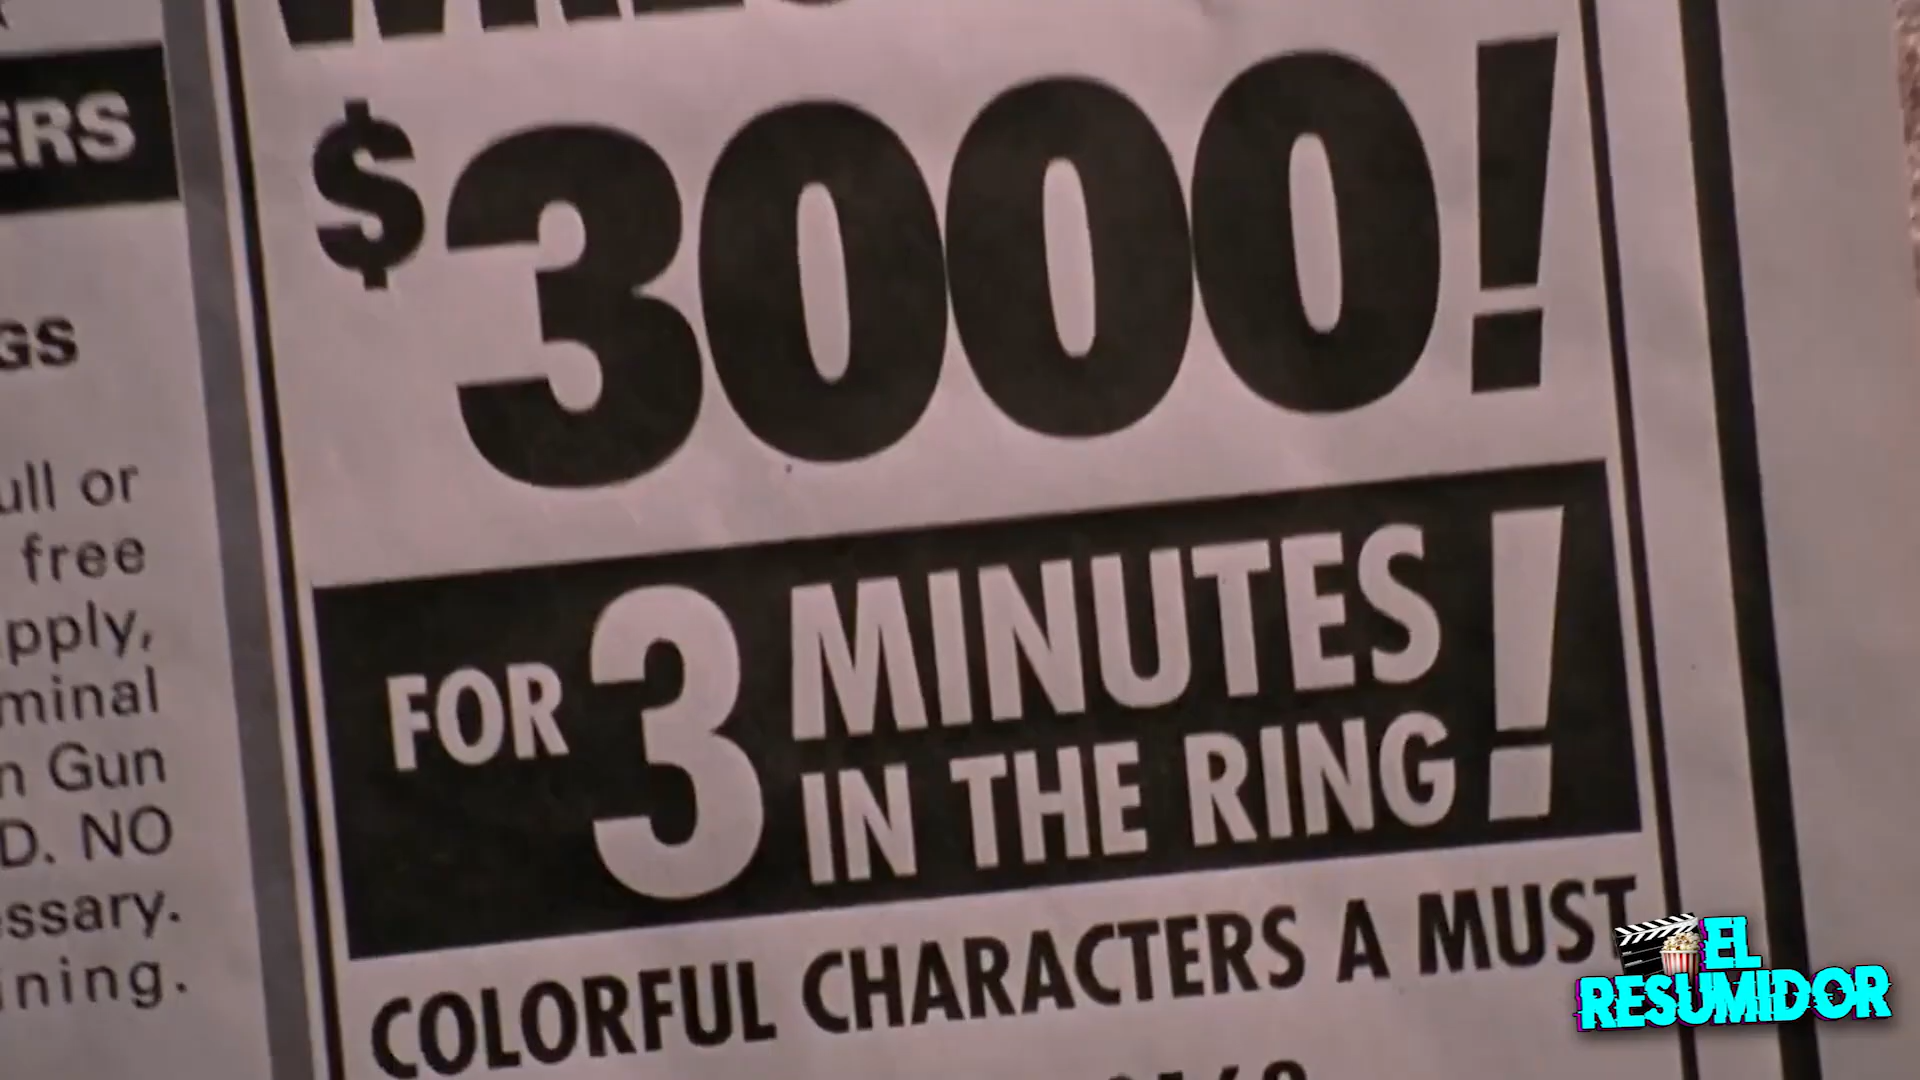 ERS
GS
ull or
free
pply,
minal
n Gun
D. NO
ssary.
ining.
$3000!
FOR 3 MINUTES
IN THE RING!
COLORFUL CHARACTERS A MUST
EL
RESUMIDOR